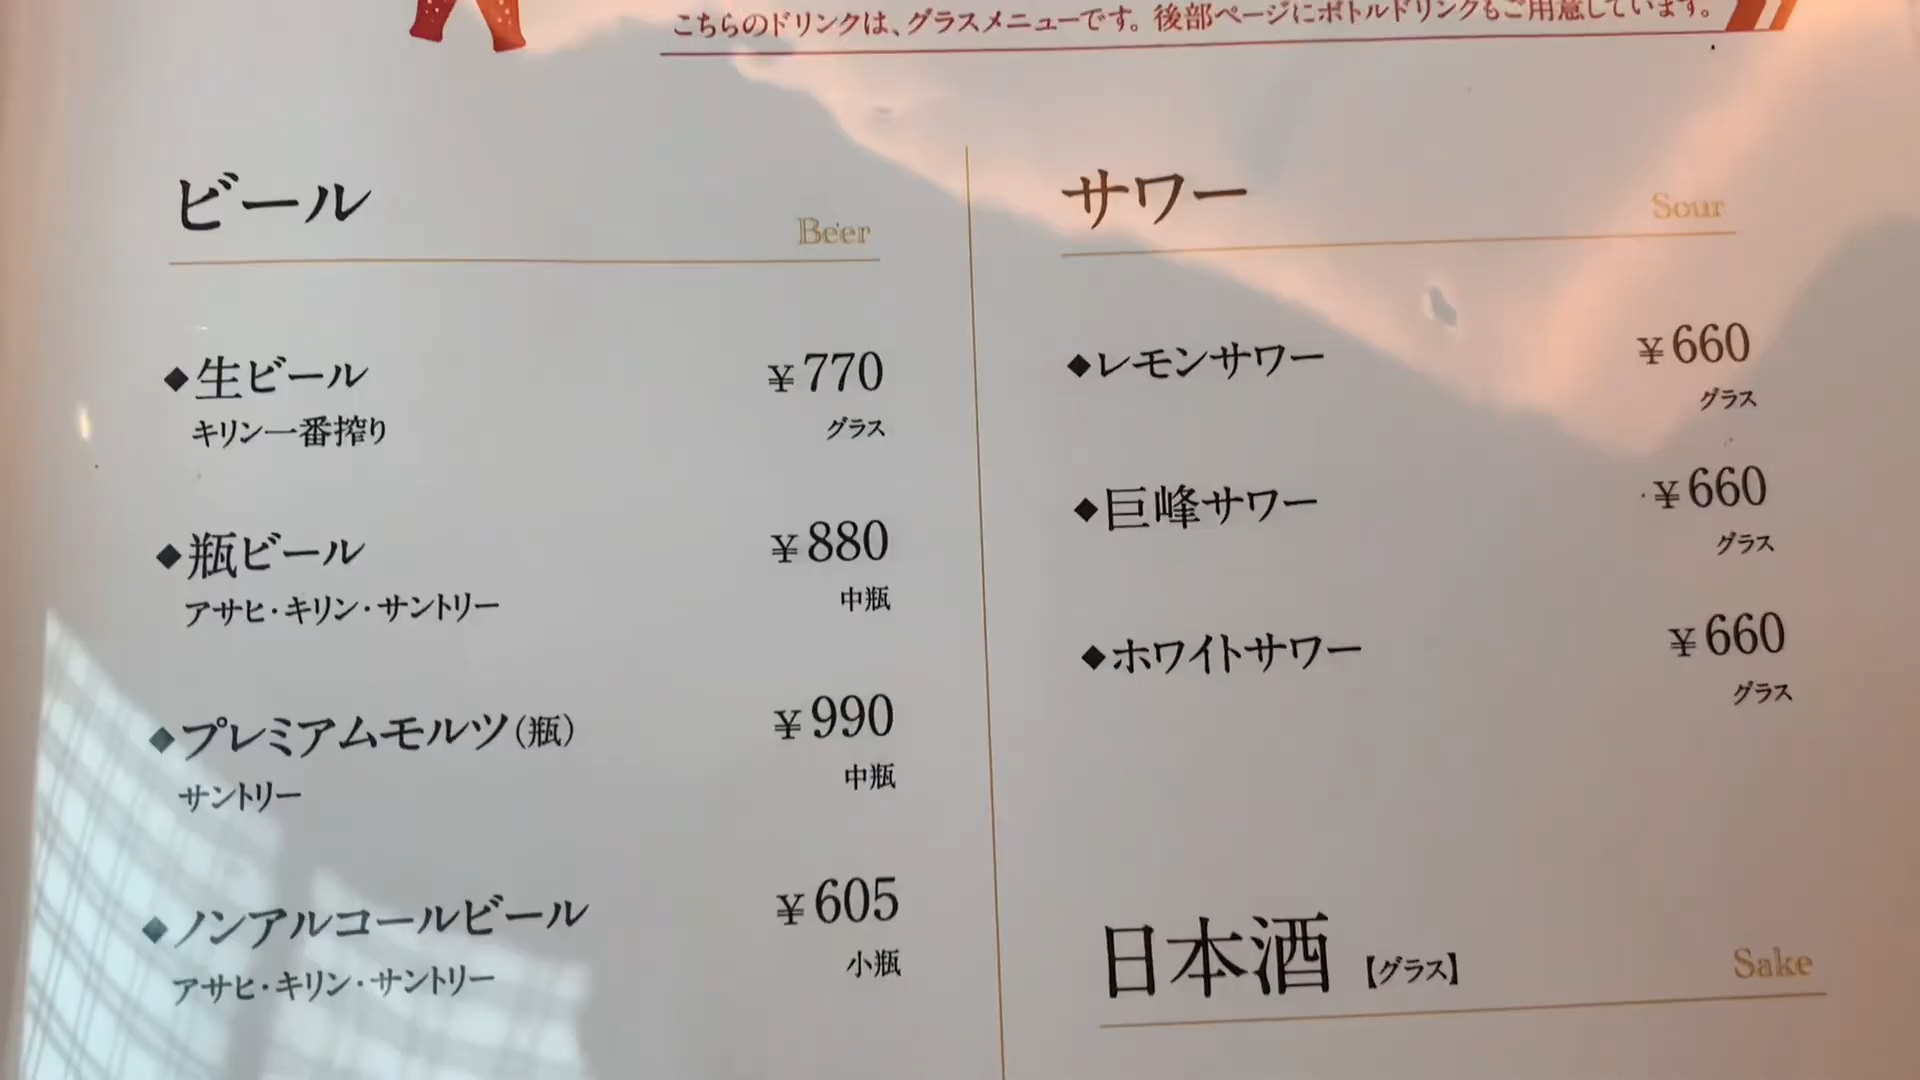 こちらのドリンクは、グラスメニューです。後部ページにボトルドリンクもご用意しています。
ビール
Beer
◆生ビール ¥770
キリン一番搾り グラス
◆瓶ビール ¥880
アサヒ・キリン・サントリー 中瓶
◆プレミアムモルツ(瓶) ¥990
サントリー 中瓶
◆ノンアルコールビール ¥605
アサヒ・キリン・サントリー 小瓶
サワー
Sour
◆レモンサワー ¥660
グラス
◆巨峰サワー ¥660
グラス
◆ホワイトサワー ¥660
グラス
日本酒【グラス】
Sake